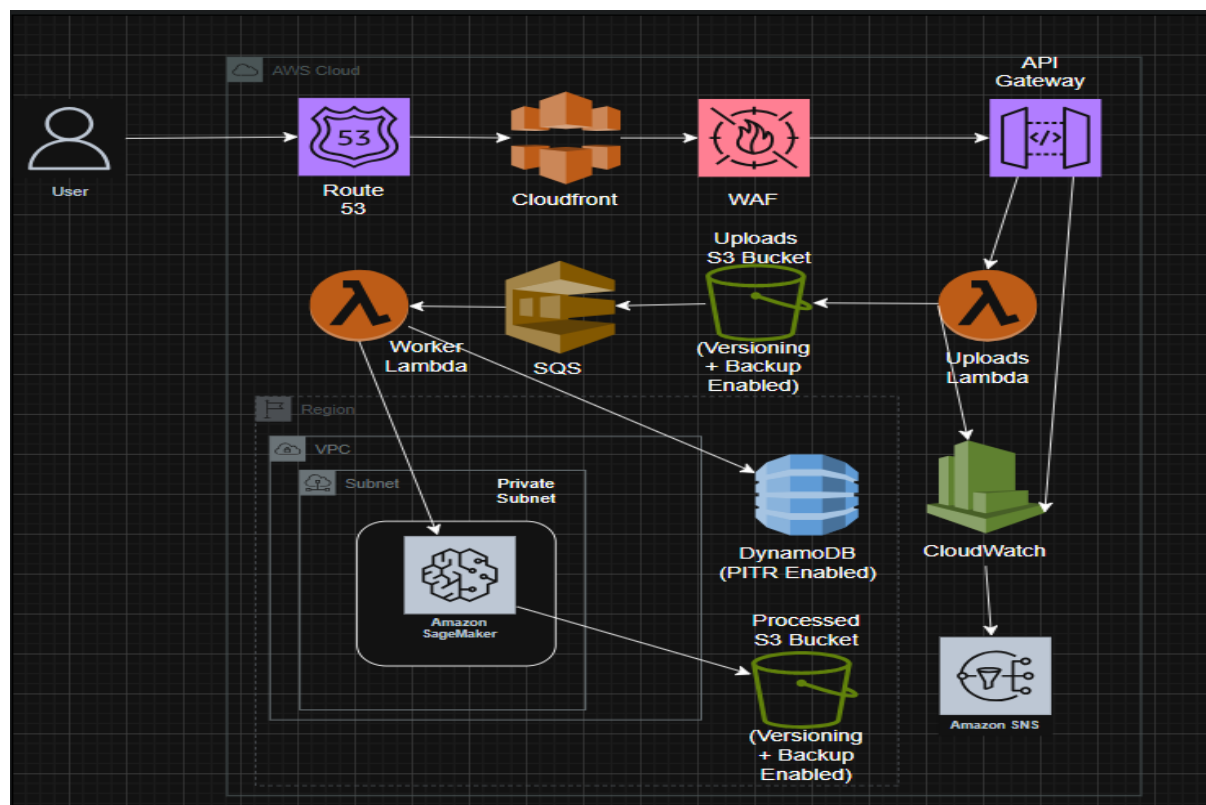 AWS Cloud
API
Gateway
53
</>
User
Route
53
Cloudfront
WAF
Uploads
S3 Bucket
Worker
Lambda
SQS
(Versioning
+ Backup
Enabled)
Uploads
Lambda
Region
VPC
Subnet
Private
Subnet
DynamoDB
(PITR Enabled)
CloudWatch
Amazon
SageMaker
Processed
S3 Bucket
(Versioning
+ Backup
Enabled)
Amazon SNS